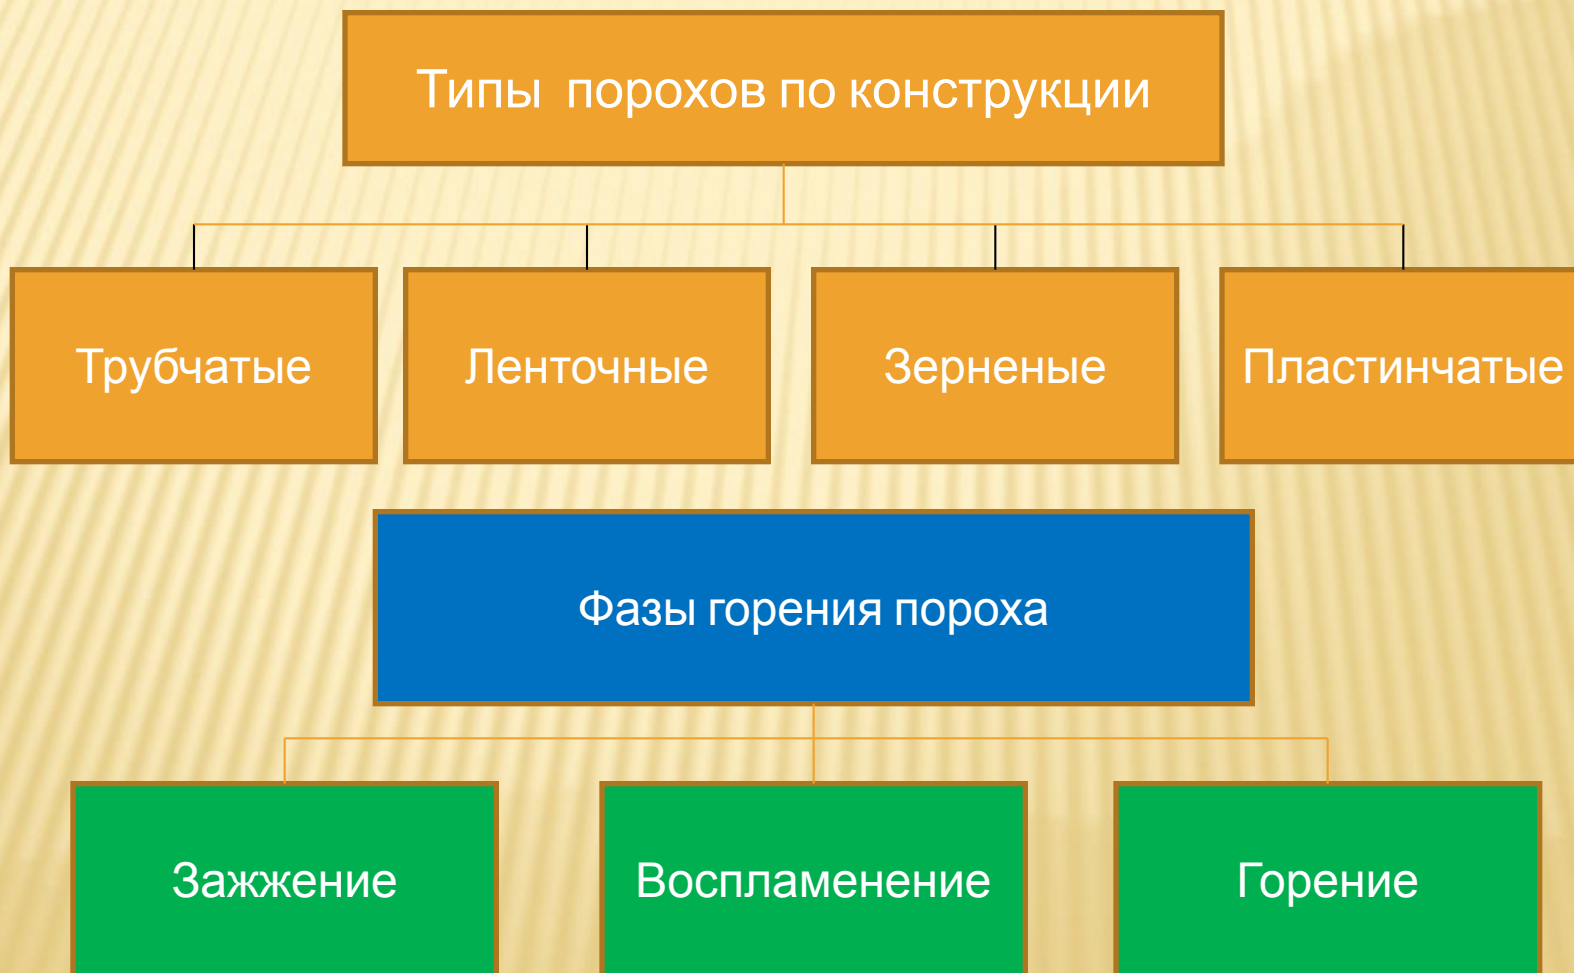 Типы порохов по конструкции
Трубчатые
Ленточные
Зерненые
Пластинчатые
Фазы горения пороха
Зажжение
Воспламенение
Горение